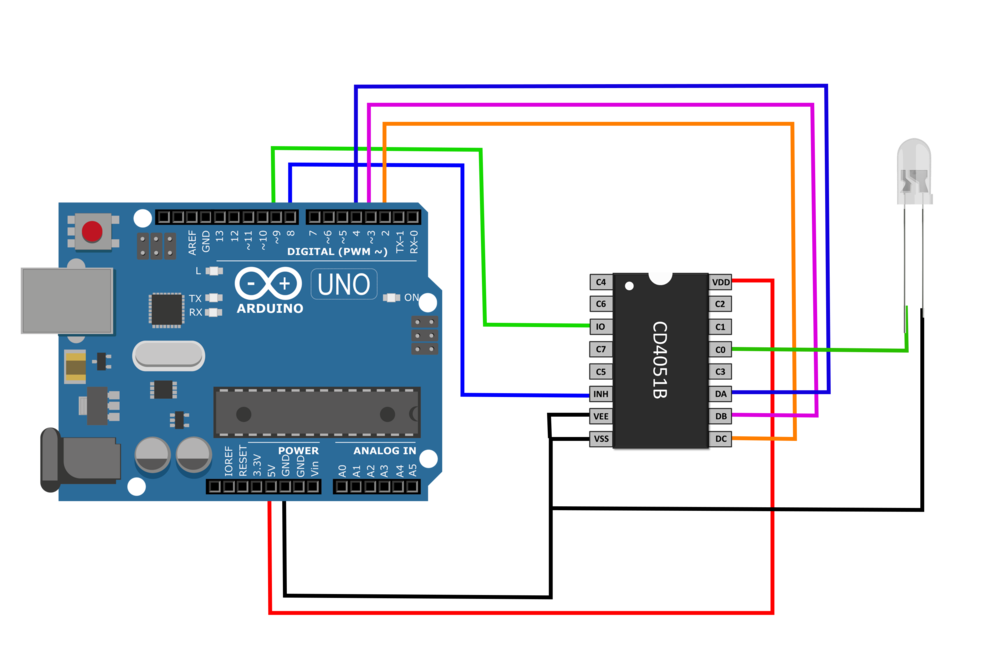 AREF
GND
13
12
~11
~10
~9
8
7
~6
~5
4
~3
2
TX-1
RX-0
DIGITAL (PWM ~)
L
TX
RX
- +
UNO
ON
ARDUINO
C4
VDD
C6
C2
IO
C1
C7
C0
C5
C3
INH
DA
VEE
DB
VSS
DC
CD4051B
POWER
ANALOG IN
IOREF
RESET
3.3V
5V
GND
GND
Vin
A0
A1
A2
A3
A4
A5